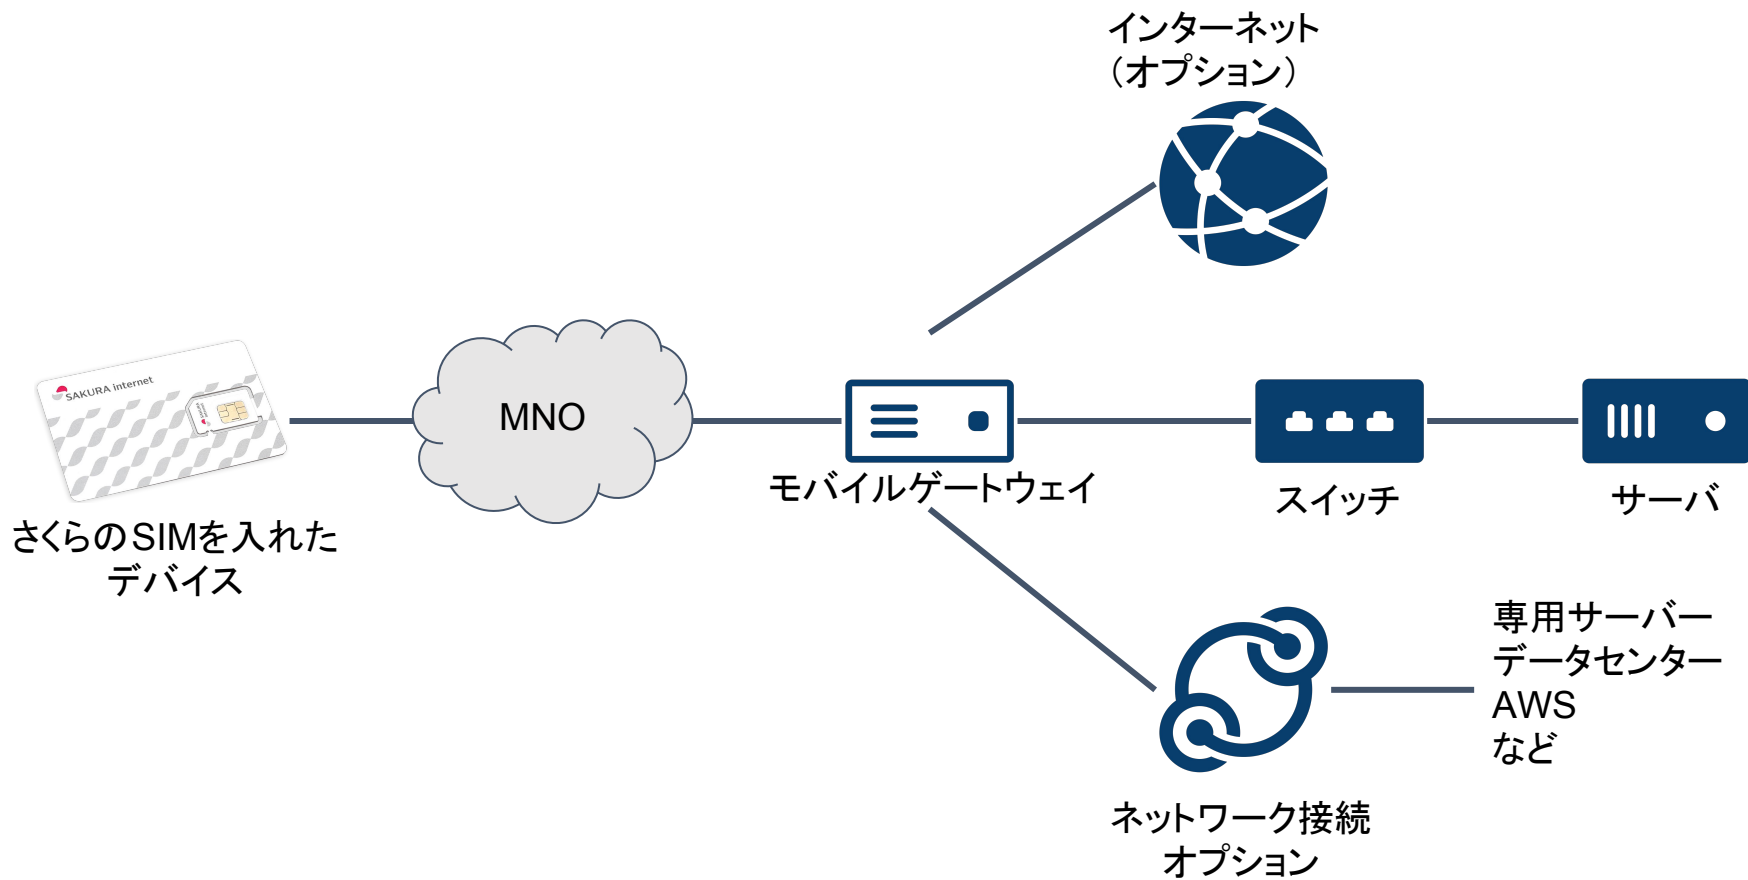 インターネット
（オプション）
SAKURA internet
MNO
モバイルゲートウェイ
スイッチ
サーバ
さくらのSIMを入れた
デバイス
専用サーバー
データセンター
AWS
など
ネットワーク接続
オプション